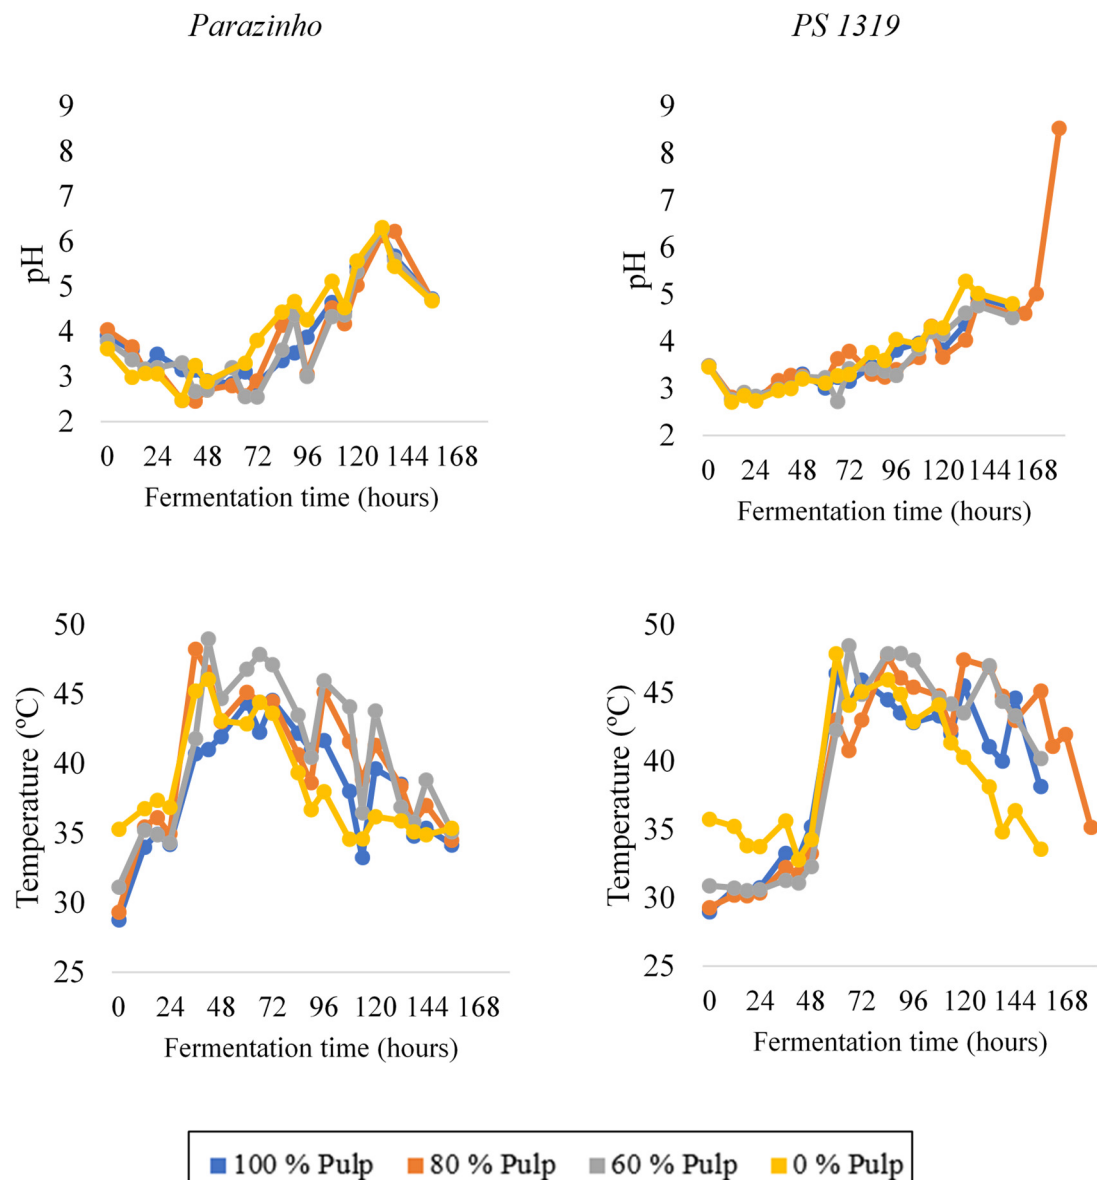 Parazinho
PS 1319
9
8
7
6
5
4
3
2
pH
0 24 48 72 96 120 144 168
Fermentation time (hours)
9
8
7
6
5
4
3
2
pH
0 24 48 72 96 120 144 168
Fermentation time (hours)
50
45
40
35
30
25
Temperature (ºC)
0 24 48 72 96 120 144 168
Fermentation time (hours)
50
45
40
35
30
25
Temperature (ºC)
0 24 48 72 96 120 144 168
Fermentation time (hours)
100 % Pulp 80 % Pulp 60 % Pulp 0 % Pulp